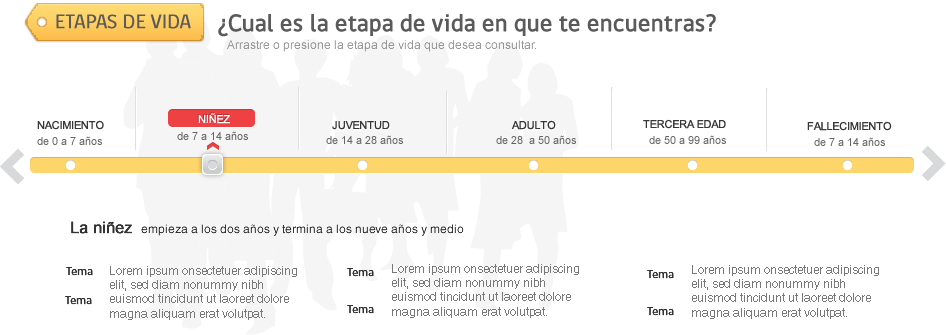 ETAPAS DE VIDA
¿Cual es la etapa de vida en que te encuentras?
Arrastre o presione la etapa de vida que desea consultar.
NACIMIENTO
de 0 a 7 años
NIÑEZ
de 7 a 14 años
JUVENTUD
de 14 a 28 años
ADULTO
de 28 a 50 años
TERCERA EDAD
de 50 a 99 años
FALLECIMIENTO
de 7 a 14 años
La niñez empieza a los dos años y termina a los nueve años y medio
Tema
Tema
Lorem ipsum onsectetuer adipiscing
elit, sed diam nonummy nibh
euismod tincidunt ut laoreet dolore
magna aliquam erat volutpat.
Tema
Tema
Lorem ipsum onsectetuer adipiscing
elit, sed diam nonummy nibh
euismod tincidunt ut laoreet dolore
magna aliquam erat volutpat.
Tema
Tema
Lorem ipsum onsectetuer adipiscing
elit, sed diam nonummy nibh
euismod tincidunt ut laoreet dolore
magna aliquam erat volutpat.